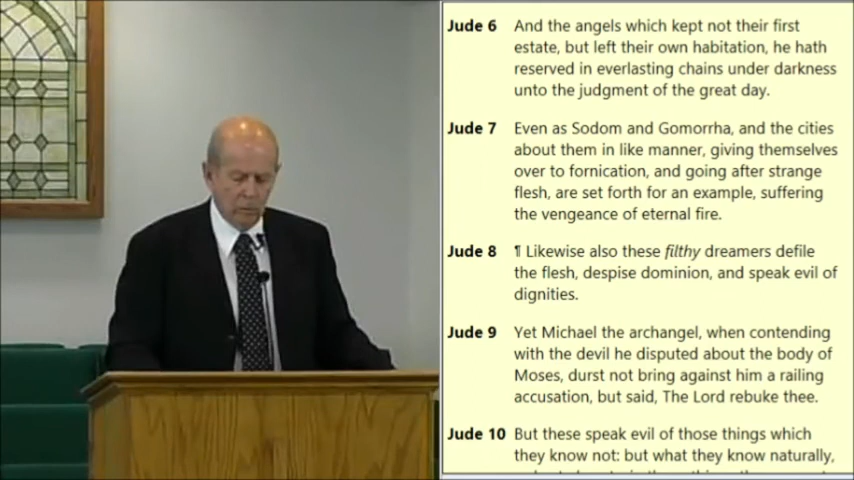 Jude 6 And the angels which kept not their first
estate, but left their own habitation, he hath
reserved in everlasting chains under darkness
unto the judgment of the great day.
Jude 7 Even as Sodom and Gomorrha, and the cities
about them in like manner, giving themselves
over to fornication, and going after strange
flesh, are set forth for an example, suffering
the vengeance of eternal fire.
Jude 8 ¶ Likewise also these filthy dreamers defile
the flesh, despise dominion, and speak evil of
dignities.
Jude 9 Yet Michael the archangel, when contending
with the devil he disputed about the body of
Moses, durst not bring against him a railing
accusation, but said, The Lord rebuke thee.
Jude 10 But these speak evil of those things which
they know not: but what they know naturally,